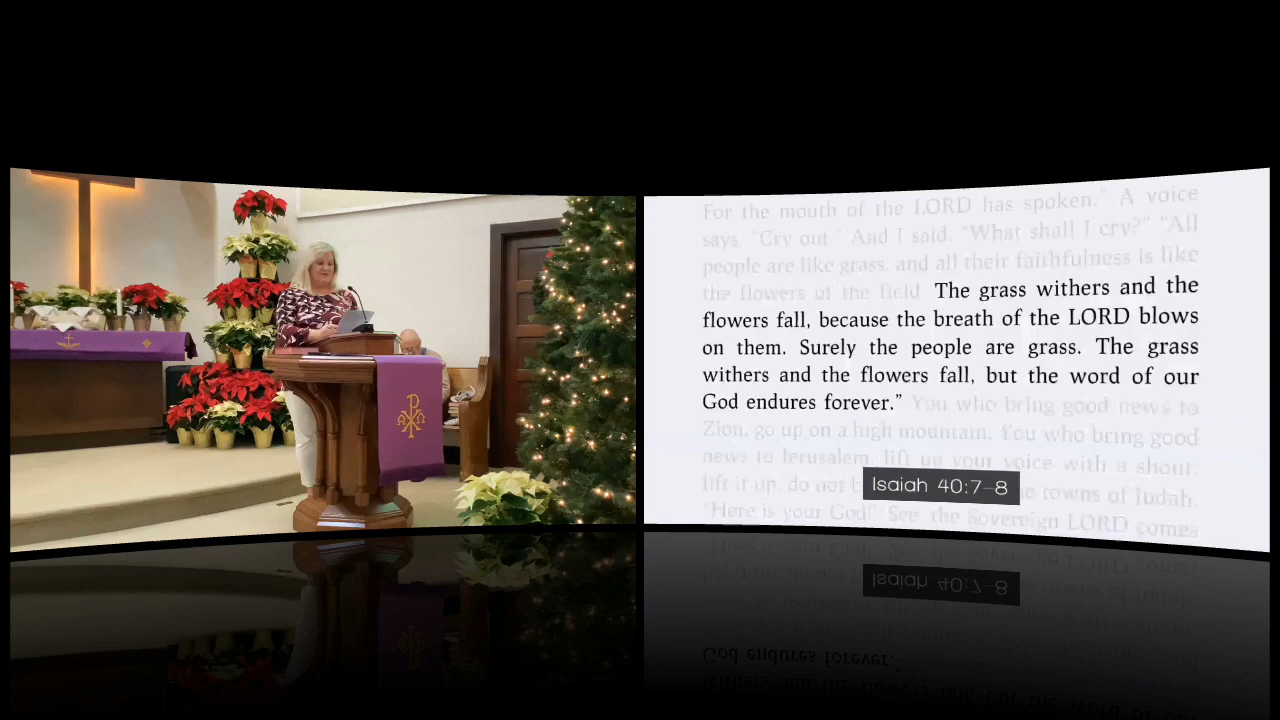 For the mouth of the LORD has spoken." A voice
says, "Cry out." And I said, "What shall I cry?" "All
people are like grass, and all their faithfulness is like
the flowers of the field. The grass withers and the
flowers fall, because the breath of the LORD blows
on them. Surely the people are grass. The grass
withers and the flowers fall, but the word of our
God endures forever." You who bring good news to
Zion, go up on a high mountain. You who bring good
news to Jerusalem, lift up your voice with a shout,
lift it up, do not b towns of Judah,
"Here is your God!" See, the Sovereign LORD comes
Isaiah 40:7-8